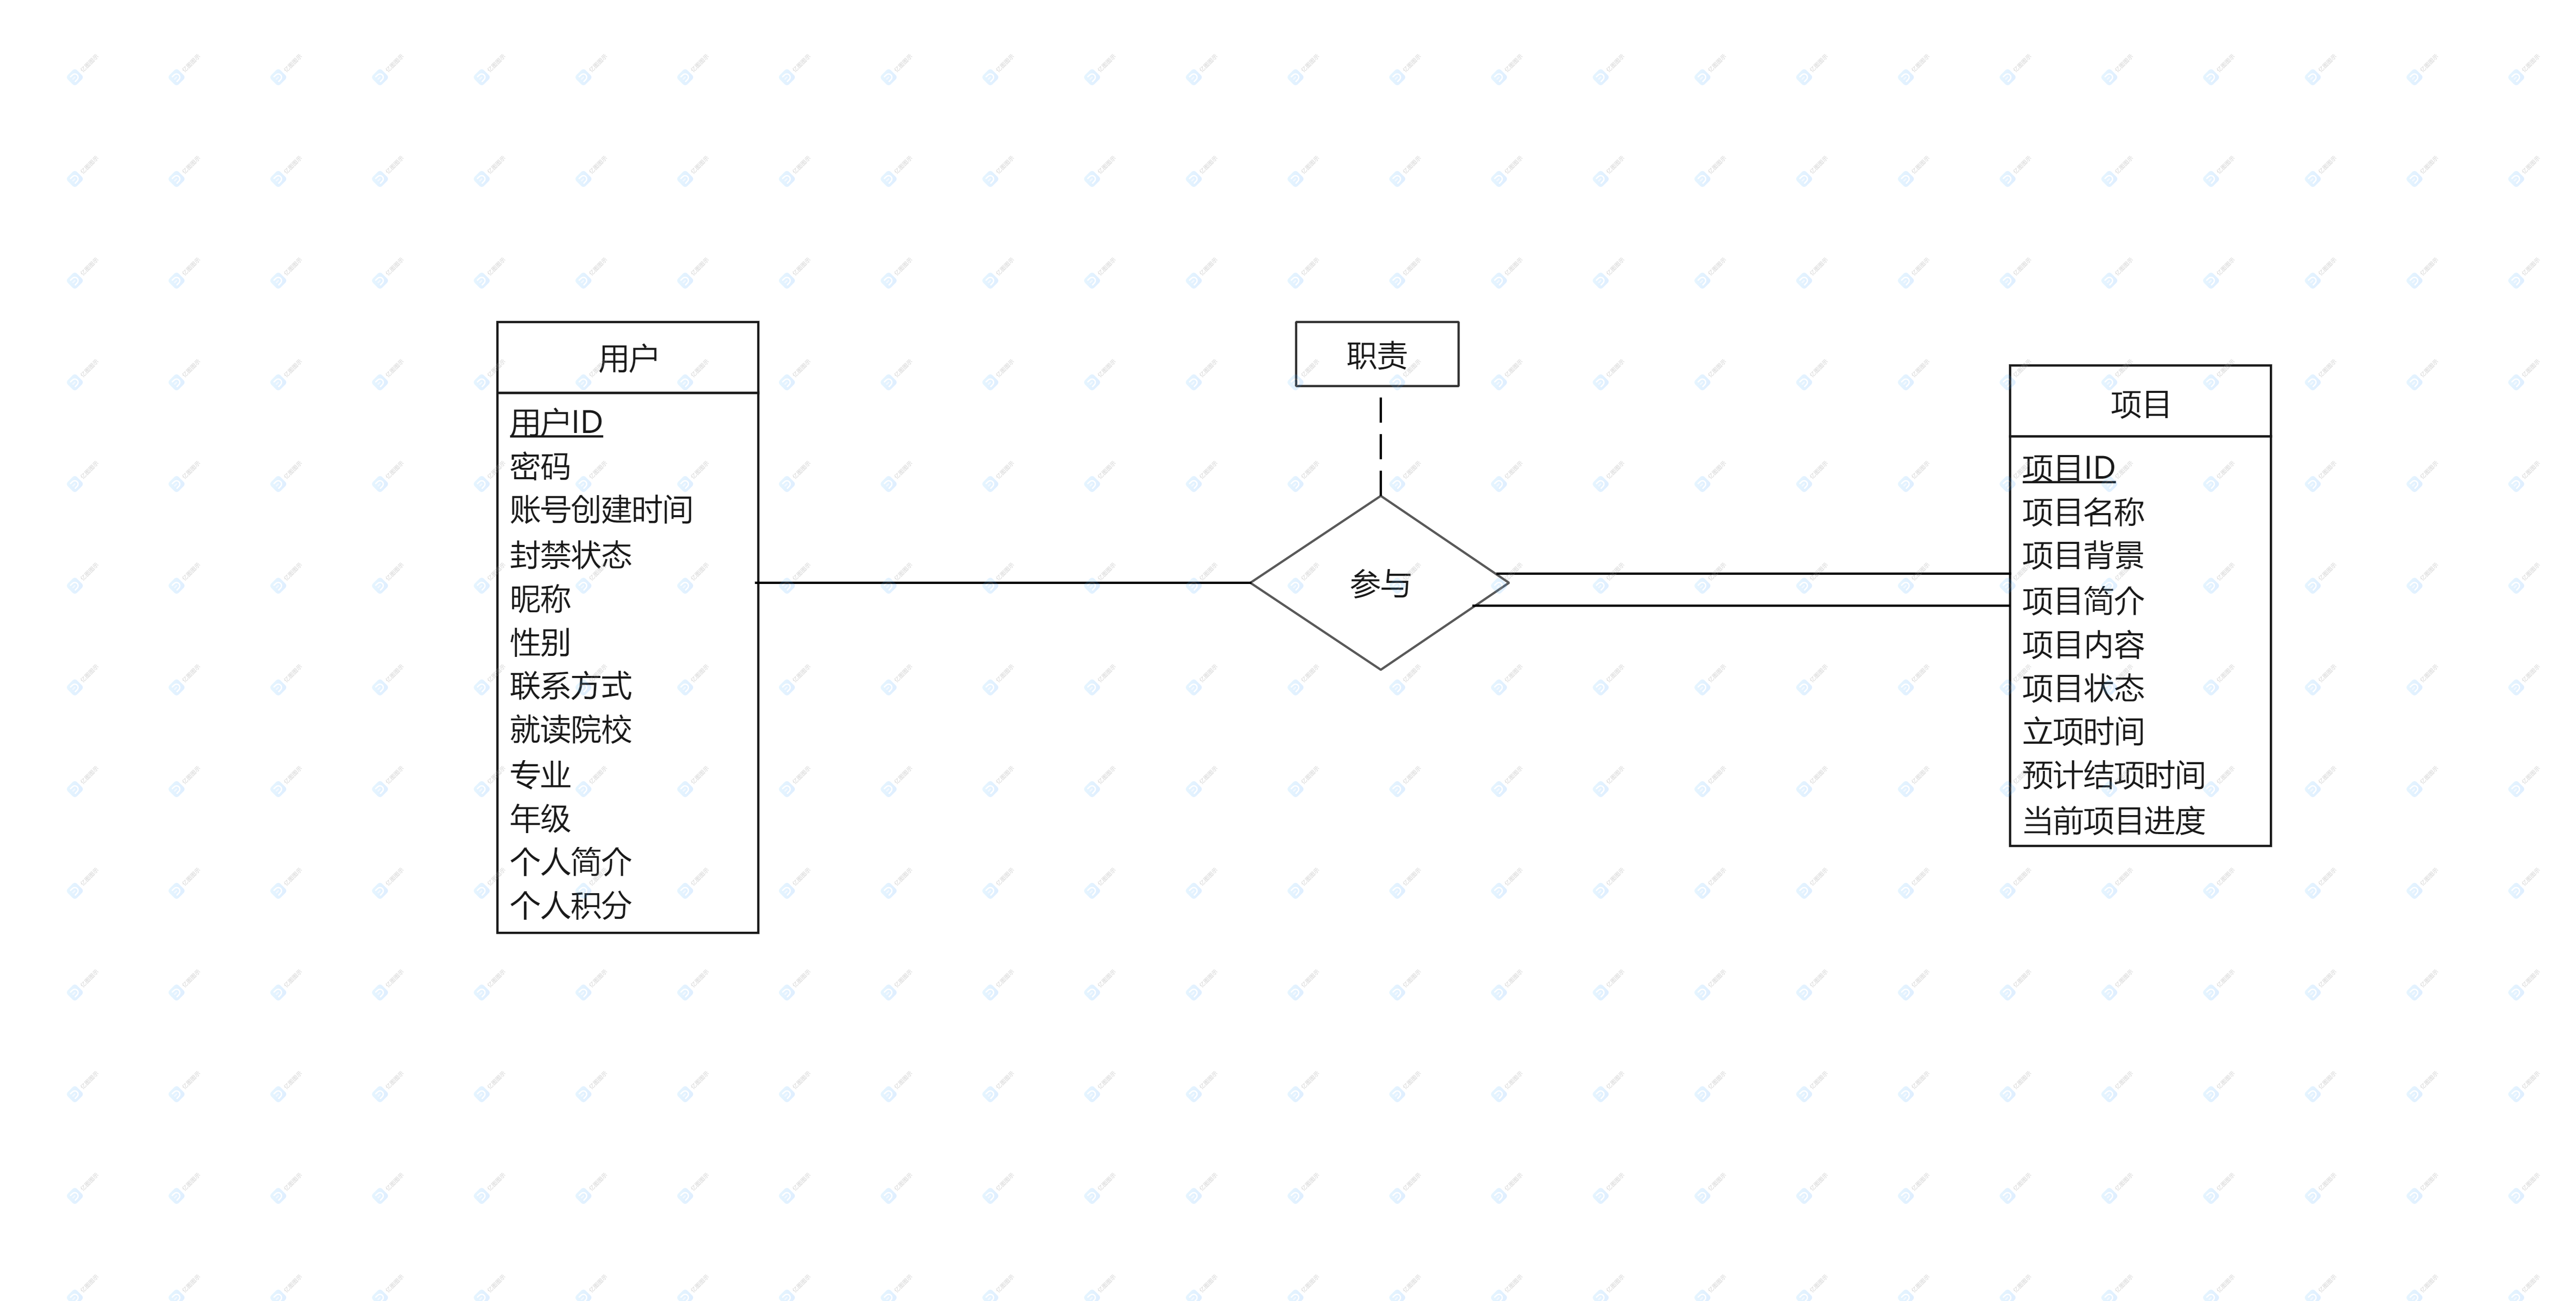 用户
用户ID
密码
账号创建时间
封禁状态
昵称
性别
联系方式
就读院校
专业
年级
个人简介
个人积分
职责
参与
项目
项目ID
项目名称
项目背景
项目简介
项目内容
项目状态
立项时间
预计结项时间
当前项目进度